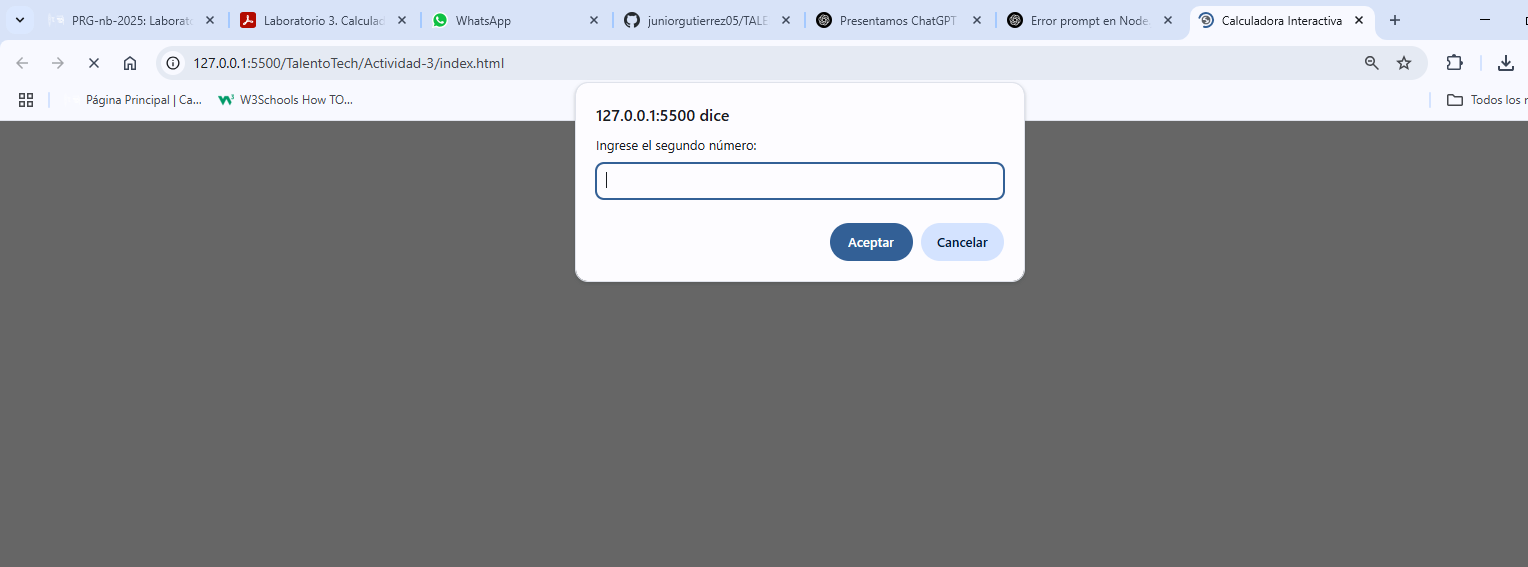 PRG-nb-2025: Laborato
Laboratorio 3. Calculad
WhatsApp
juniorgutierrez05/TALE
Presentamos ChatGPT
Error prompt en Node.
Calculadora Interactiva
127.0.0.1:5500/TalentoTech/Actividad-3/index.html
Página Principal | Ca...
W3Schools How TO...
Todos los
127.0.0.1:5500 dice
Ingrese el segundo número:
Aceptar
Cancelar